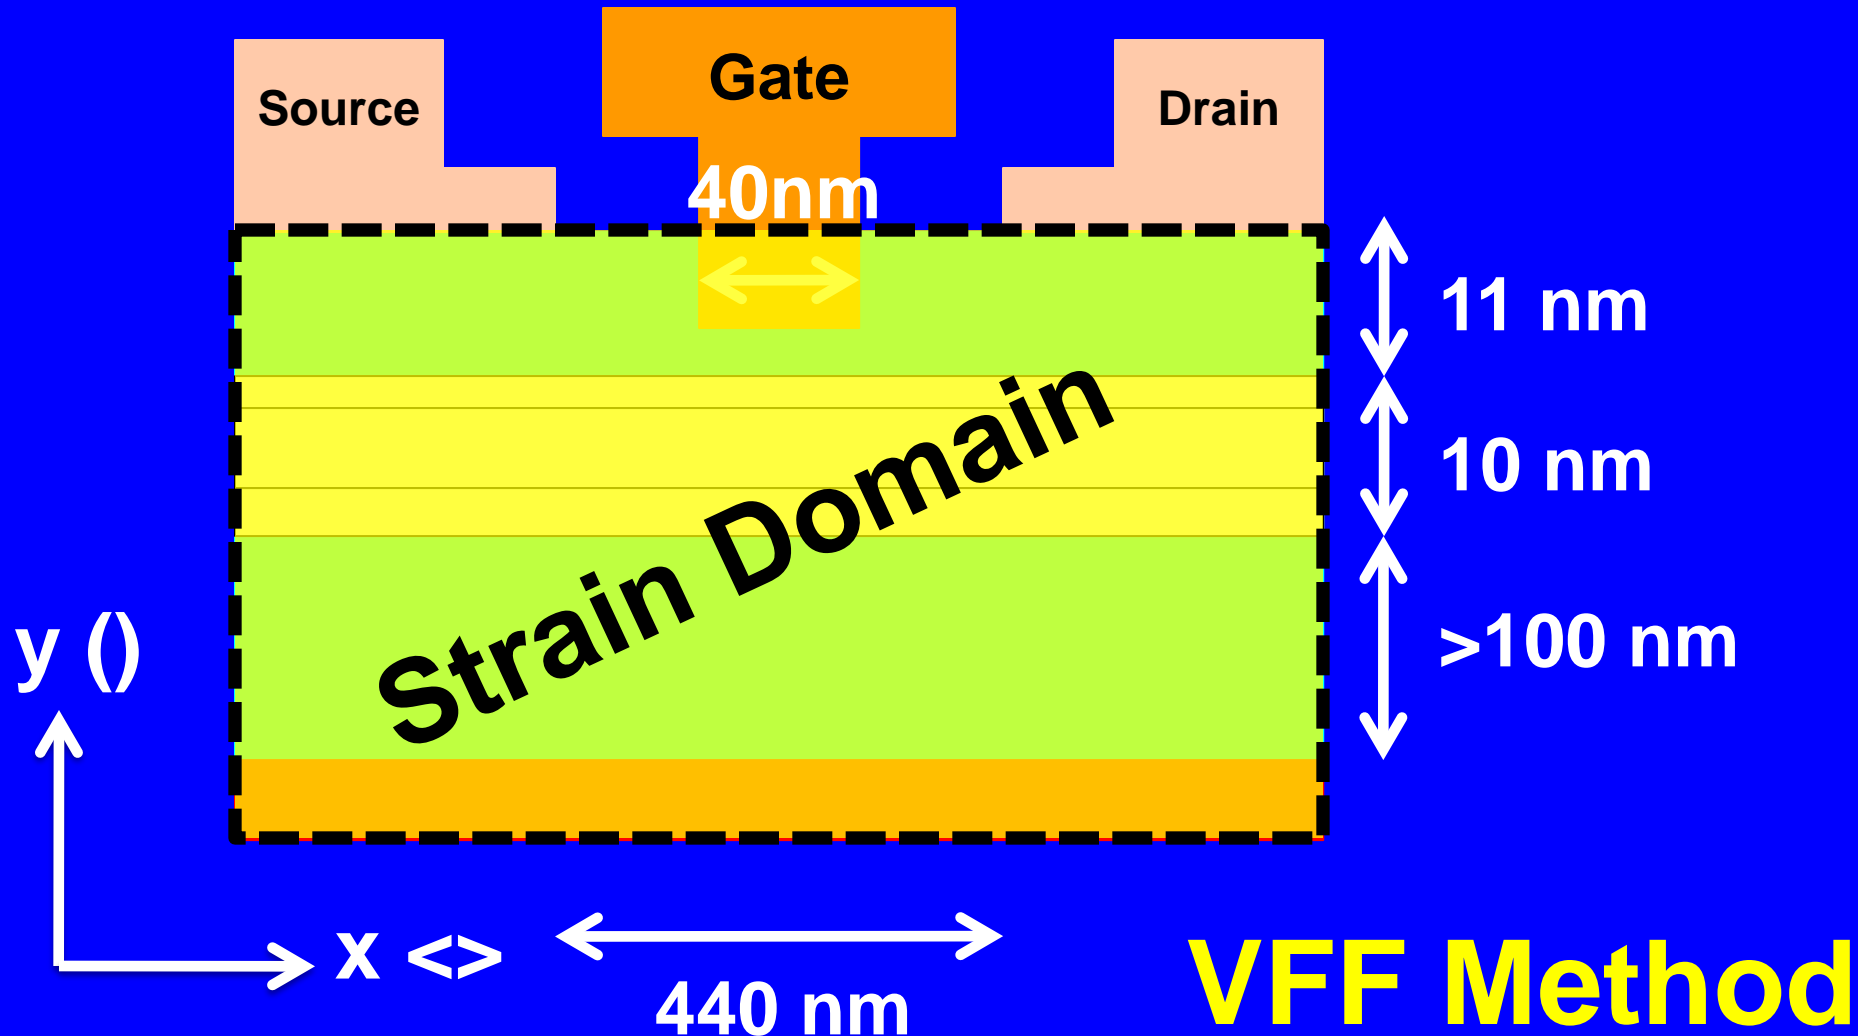 Gate
Source
Drain
40nm
11 nm
10 nm
Strain Domain
>100 nm
y ()
x <>
440 nm
VFF Method